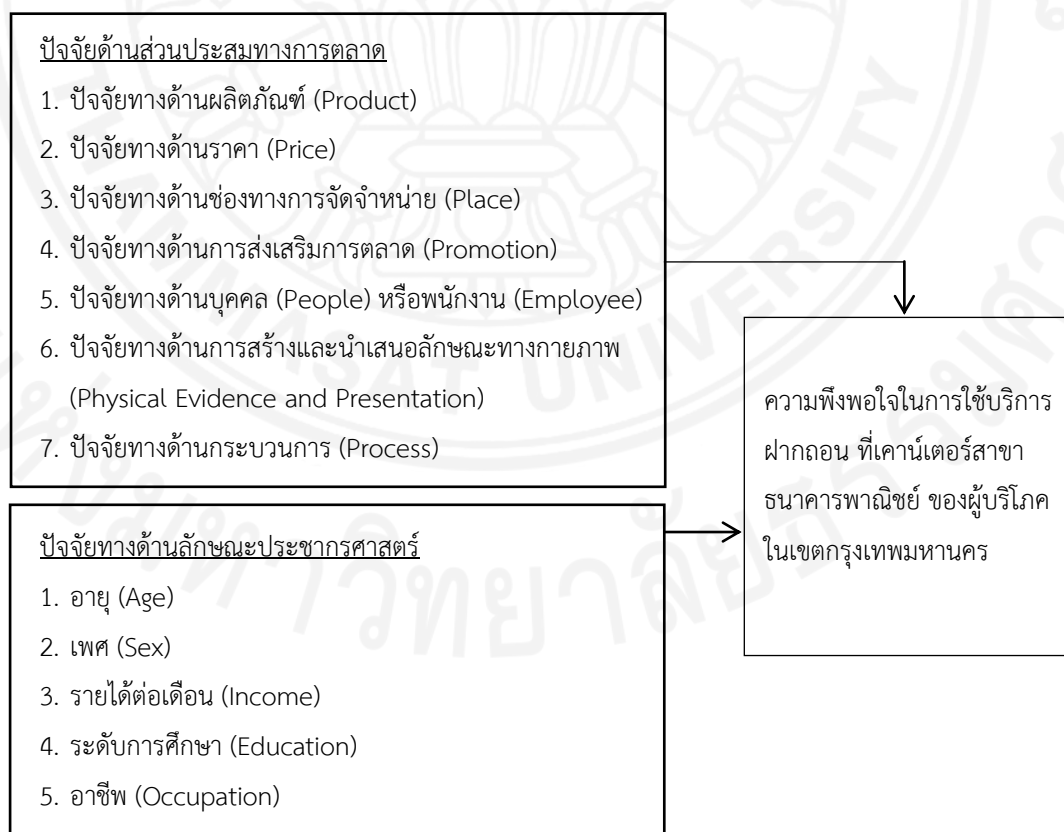 ปัจจัยด้านส่วนประสมทางการตลาด
1. ปัจจัยทางด้านผลิตภัณฑ์ (Product)
2. ปัจจัยทางด้านราคา (Price)
3. ปัจจัยทางด้านช่องทางการจัดจำหน่าย (Place)
4. ปัจจัยทางด้านการส่งเสริมการตลาด (Promotion)
5. ปัจจัยทางด้านบุคคล (People) หรือพนักงาน (Employee)
6. ปัจจัยทางด้านการสร้างและนำเสนอลักษณะทางกายภาพ
(Physical Evidence and Presentation)
7. ปัจจัยทางด้านกระบวนการ (Process)
ความพึงพอใจในการใช้บริการ
ฝากถอน ที่เคาน์เตอร์สาขา
ธนาคารพาณิชย์ ของผู้บริโภค
ในเขตกรุงเทพมหานคร
ปัจจัยทางด้านลักษณะประชากรศาสตร์
1. อายุ (Age)
2. เพศ (Sex)
3. รายได้ต่อเดือน (Income)
4. ระดับการศึกษา (Education)
5. อาชีพ (Occupation)
THAMMASAT UNIVERSITY